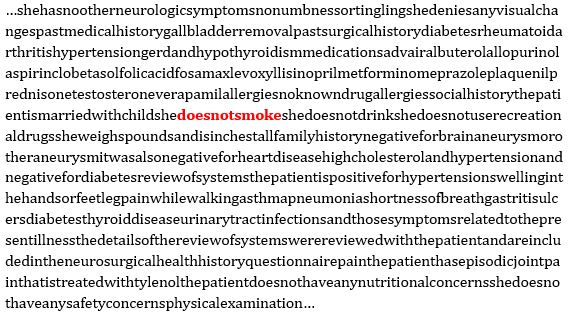 …shehasnootherneurologicsymptomsnonumbnessortinglingshedeniesanyvisualcha
ngespastmedicalhistorygallbladderremovalpastsurgicalhistorydiabetesrheumatoida
rthritishypertensiongerdandhypothyroidismmedicationsadvairalbuterolallopurinol
aspirinclobetasolfolicacidfosamaxlevoxyllisinoprilmetforminomeprazoleplaquenilp
rednisonetestosteroneverapamilallergiesnoknowndrugallergiessocialhistorythepati
entismarriedwithchildshedoesnotsmokeshedoesnotdrinkshedoesnotuserecreation
aldrugssheweighspoundsandisinchestallfamilyhistorynegativeforbrainaneurysmoro
theraneurysmitwasalsonegativeforheartdiseasehighcholesterolandhypertensionand
negativefordiabetesreviewofsystemsthepatientispositiveforhypertensionswellingint
hehandsorfeetlegpainwhilewalkingasthmapneumoniashortnessofbreathgastritisulc
ersdiabetesthyroiddiseaseurinarytractinfectionsandthosesymptomsrelatedtothepre
sentillnessthedetailsofthereviewofsystemswerereviewedwiththepatientandareinclu
dedintheneurosurgicalhealthhistoryquestionnairepainthepatienthasepisodicjointpa
inthatistreatedwithtylenolthepatientdoesnothaveanynutritionalconcernsshedoesno
thaveanysafetyconcernsphysicalexamination…